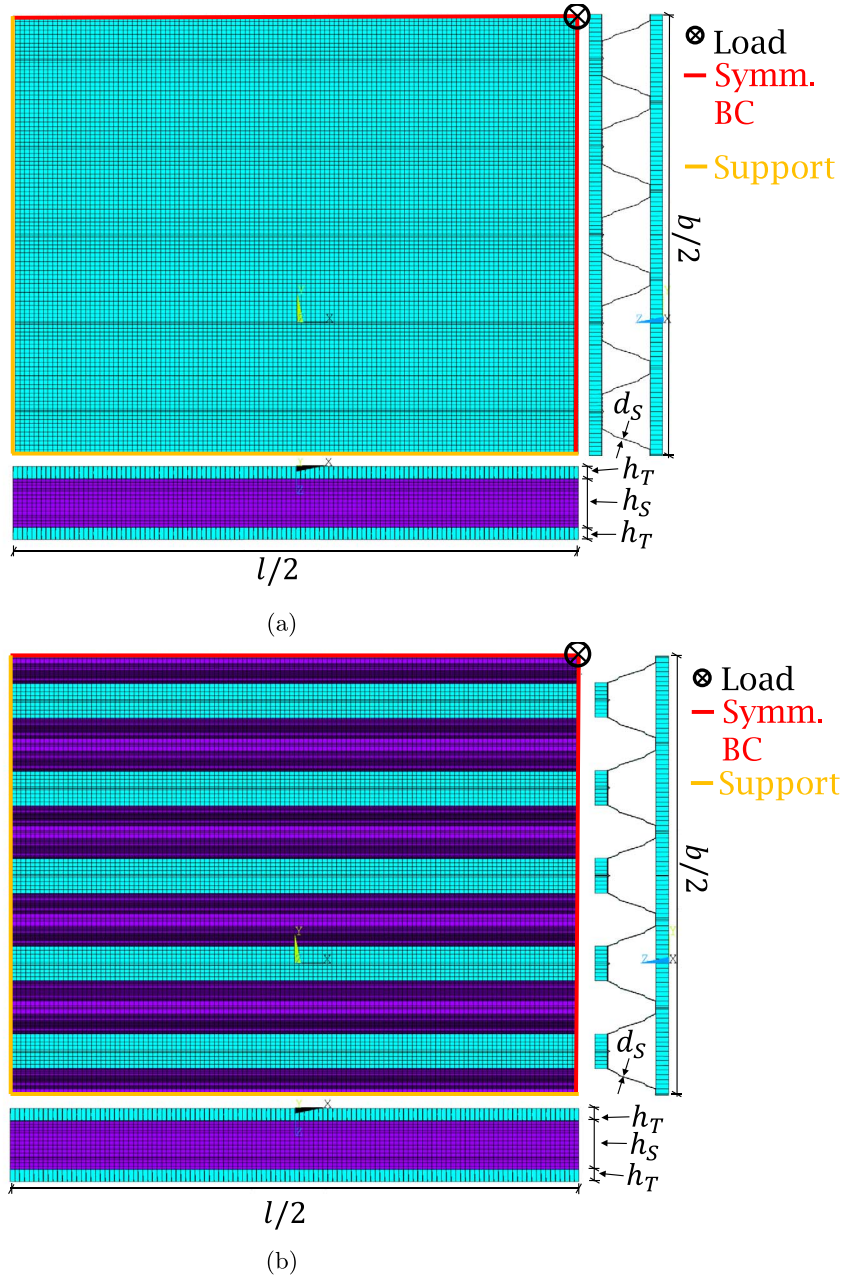 Load
Symm.
BC
Support
b/2
d_S
h_T
h_S
h_T
l/2
Y
X
Z
X
X
Z
(a)
Load
Symm.
BC
Support
b/2
d_S
h_T
h_S
h_T
l/2
Y
X
Y
Z
X
X
Z
(b)